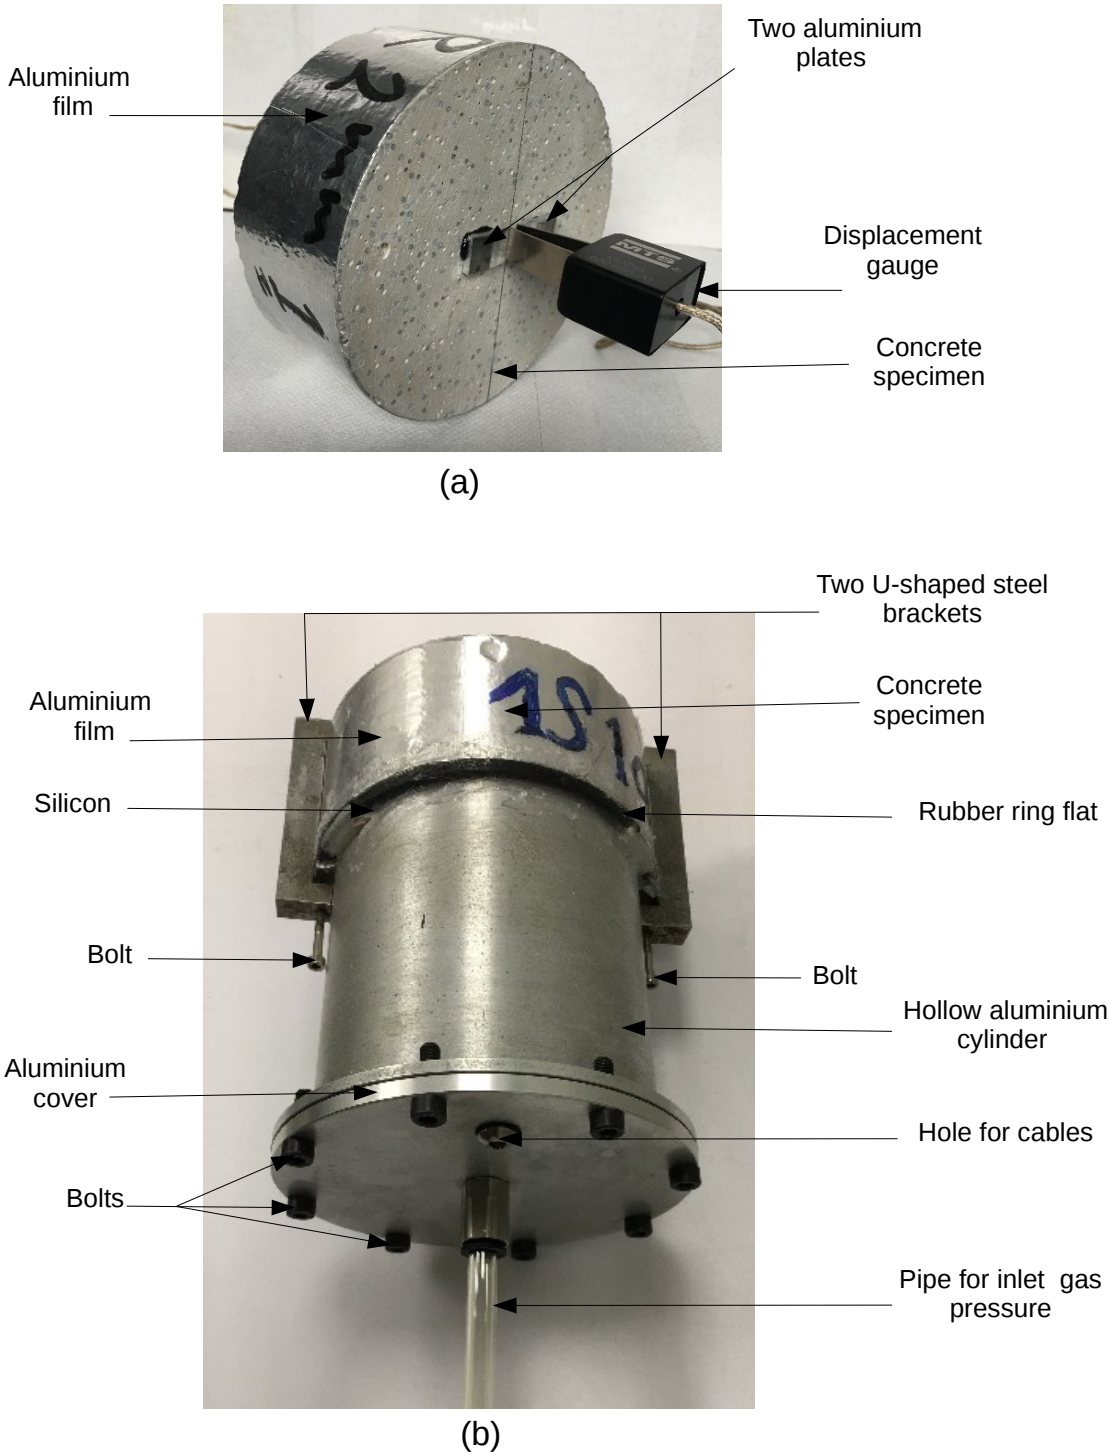 Two aluminium
plates
Aluminium
film
Displacement
gauge
MTS
Concrete
specimen
(a)
Two U-shaped steel
brackets
Aluminium
film
Concrete
specimen
Silicon
Rubber ring flat
Bolt
Bolt
Hollow aluminium
cylinder
Aluminium
cover
Hole for cables
Bolts
Pipe for inlet gas
pressure
(b)